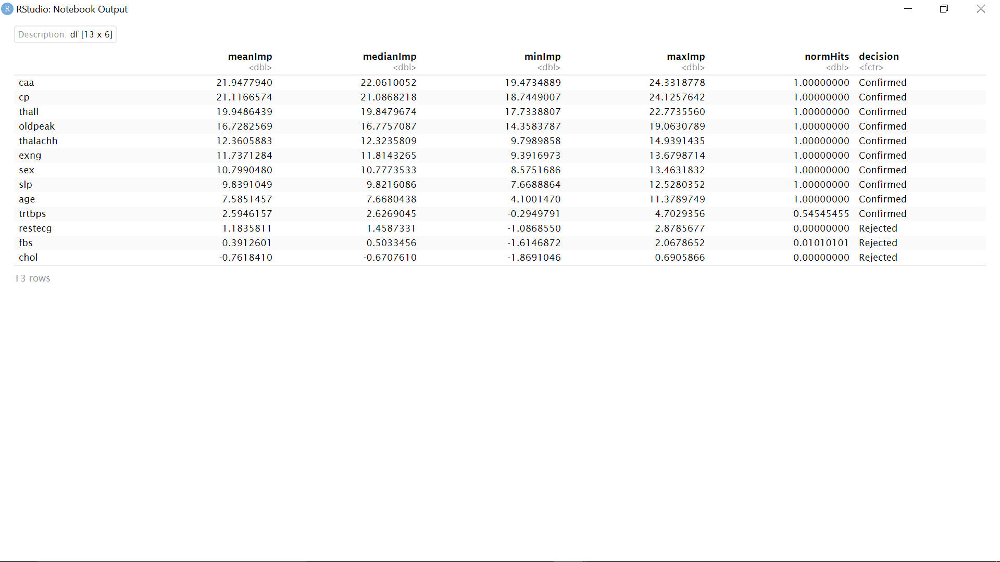 R RStudio: Notebook Output
Description: df [13 x 6]
meanImp medianImp minImp maxImp normHits decision
<dbl> <dbl> <dbl> <dbl> <dbl> <fctr>
caa 21.9477940 22.0610052 19.4734889 24.3318778 1.00000000 Confirmed
cp 21.1166574 21.0868218 18.7449007 24.1257642 1.00000000 Confirmed
thall 19.9486439 19.8479674 17.7338807 22.7735560 1.00000000 Confirmed
oldpeak 16.7282569 16.7757087 14.3583787 19.0630789 1.00000000 Confirmed
thalachh 12.3605883 12.3235809 9.7989858 14.9391435 1.00000000 Confirmed
exng 11.7371284 11.8143265 9.3916973 13.6798714 1.00000000 Confirmed
sex 10.7990480 10.7773533 8.5751686 13.4631832 1.00000000 Confirmed
slp 9.8391049 9.8216086 7.6688864 12.5280352 1.00000000 Confirmed
age 7.5851457 7.6680438 4.1001470 11.3789749 1.00000000 Confirmed
trtbps 2.5946157 2.6269045 -0.2949791 4.7029356 0.54545455 Confirmed
restecg 1.1835811 1.4587331 -1.0868550 2.8785677 0.00000000 Rejected
fbs 0.3912601 0.5033456 -1.6146872 2.0678652 0.01010101 Rejected
chol -0.7618410 -0.6707610 -1.8691046 0.6905866 0.00000000 Rejected
13 rows